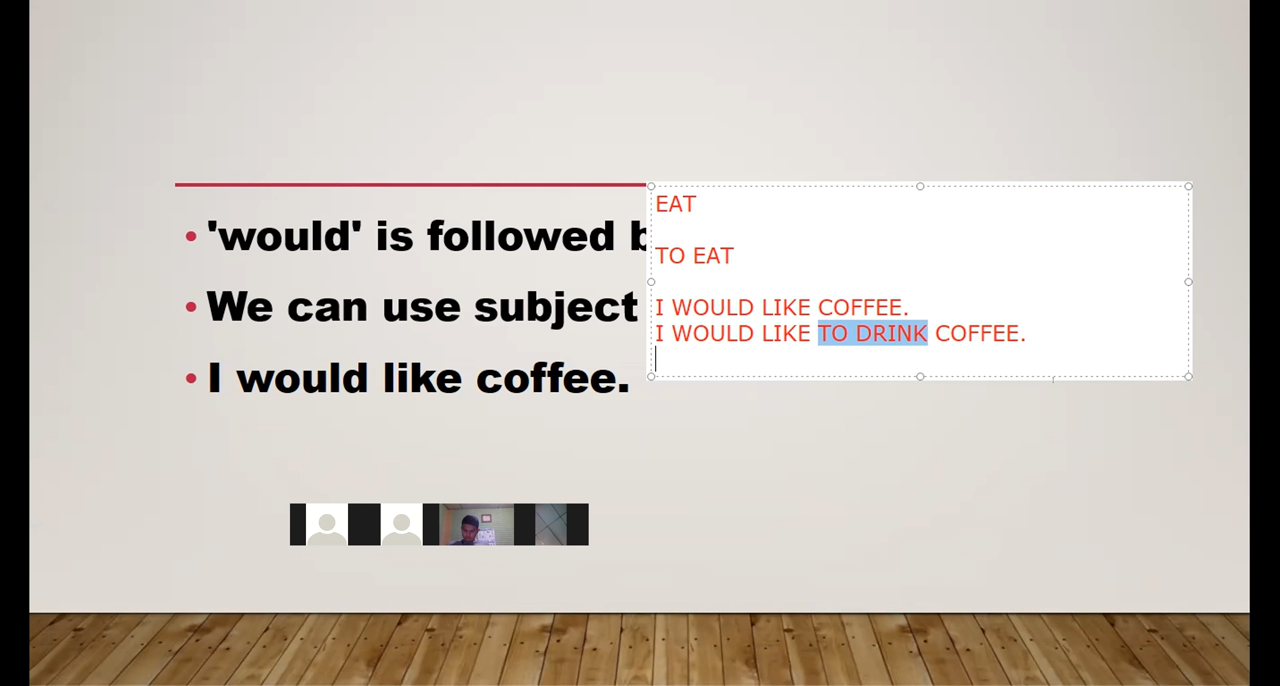 'would' is followed
We can use subject
I would like coffee.
EAT
TO EAT
I WOULD LIKE COFFEE.
I WOULD LIKE TO DRINK COFFEE.